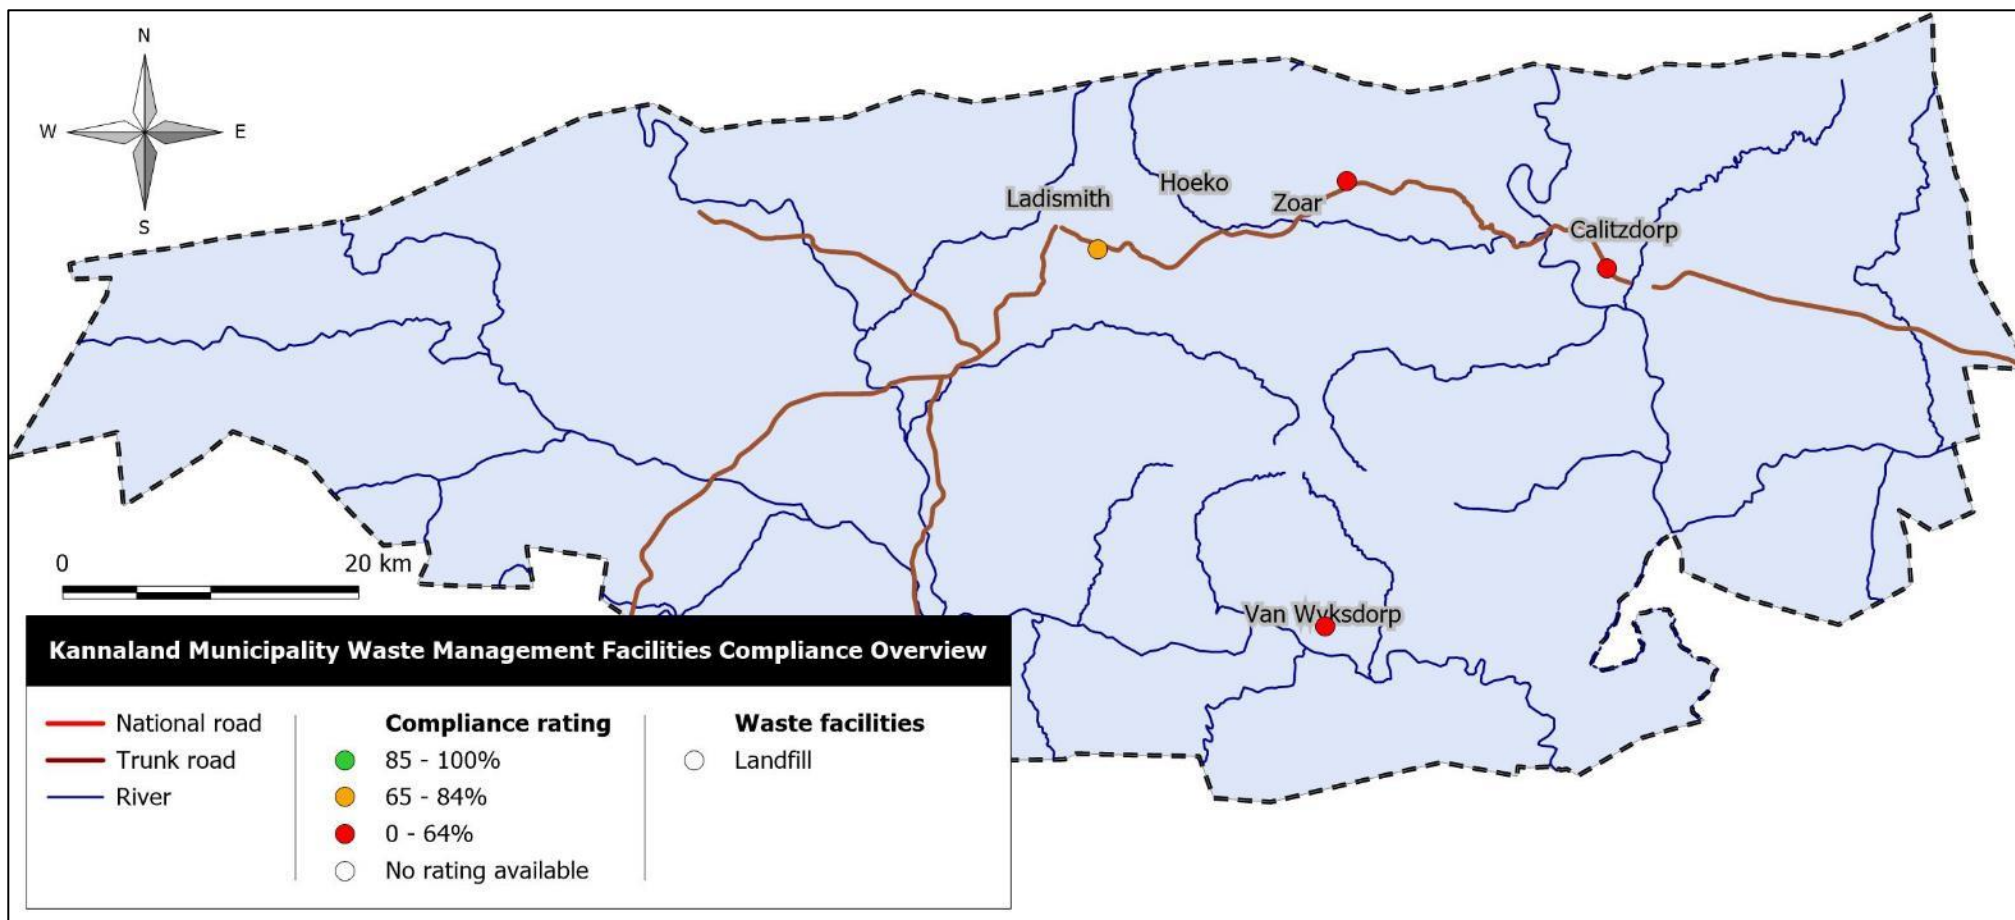 N
W E
S
Hoeko
Ladismith
Zoar
Calitzdorp
0 20 km
Van Wyksdorp
Kannaland Municipality Waste Management Facilities Compliance Overview
National road
Trunk road
River
Compliance rating
85 - 100%
65 - 84%
0 - 64%
No rating available
Waste facilities
Landfill